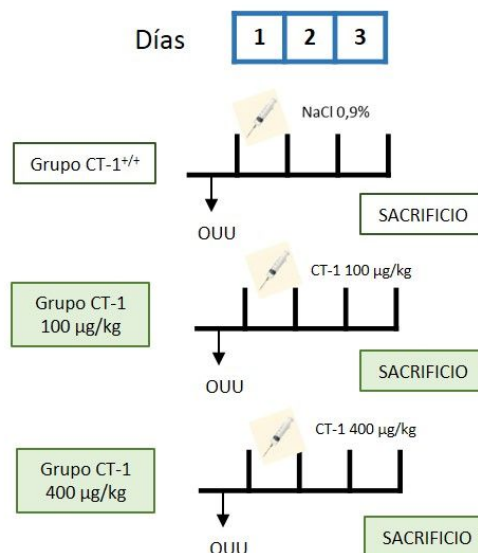 Días 1 2 3
NaCl 0,9%
Grupo CT-1+/+
OUU
SACRIFICIO
CT-1 100 µg/kg
Grupo CT-1
100 µg/kg
OUU
SACRIFICIO
CT-1 400 µg/kg
Grupo CT-1
400 µg/kg
OUU
SACRIFICIO